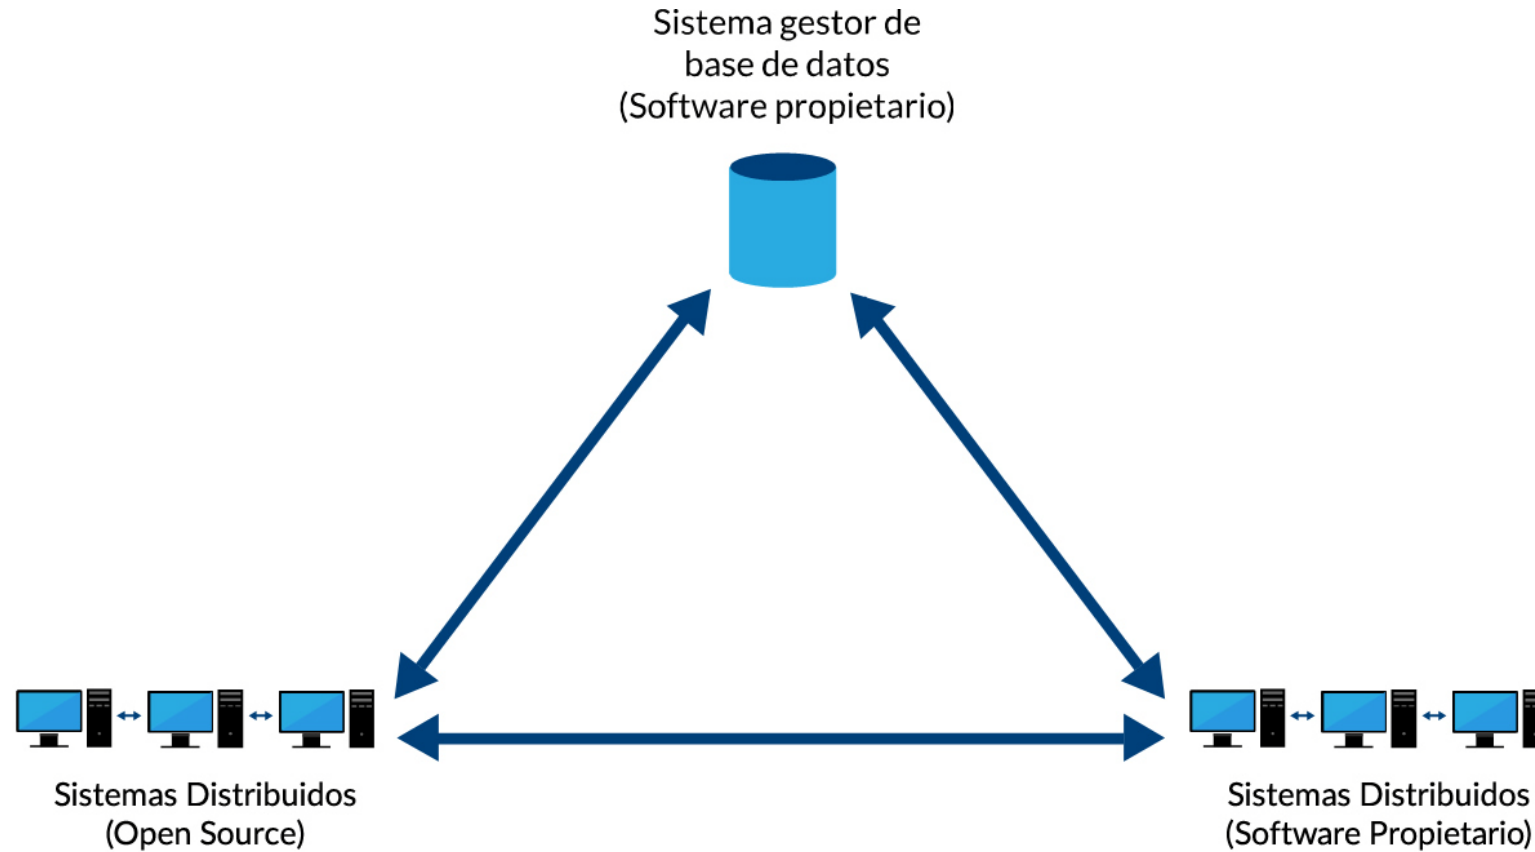 Sistema gestor de
base de datos
(Software propietario)
Sistemas Distribuidos
(Open Source)
Sistemas Distribuidos
(Software Propietario)